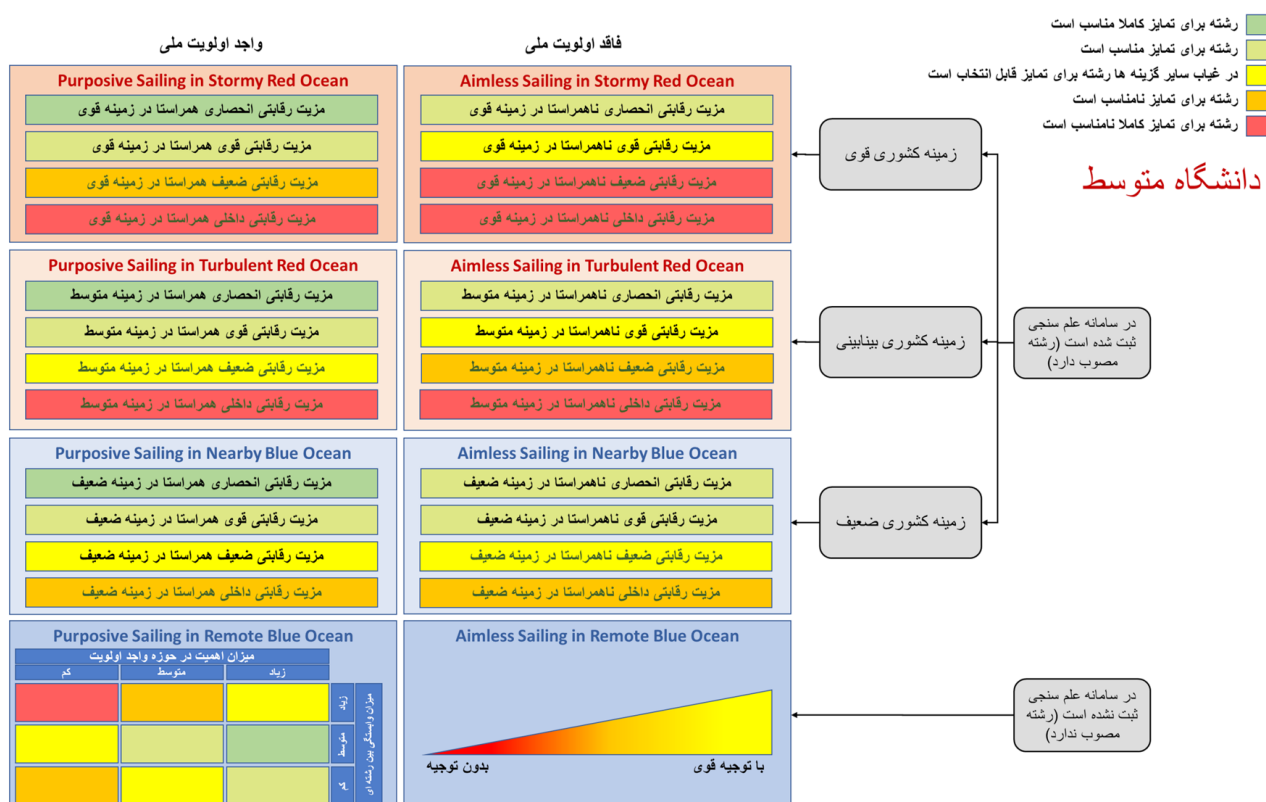 رشته برای تمایز کاملا مناسب است
رشته برای تمایز مناسب است
در غیاب سایر گزینه ها رشته برای تمایز قابل انتخاب است
رشته برای تمایز نامناسب است
رشته برای تمایز کاملا نامناسب است
دانشگاه متوسط
در سامانه علم سنجی
ثبت شده است (رشته
مصوب دارد)
زمینه کشوری قوی
زمینه کشوری بینابینی
زمینه کشوری ضعیف
در سامانه علم سنجی
ثبت نشده است (رشته
مصوب ندارد)
فاقد اولویت ملی
Aimless Sailing in Stormy Red Ocean
مزیت رقابتی انحصاری ناهمراستا در زمینه قوی
مزیت رقابتی قوی ناهمراستا در زمینه قوی
مزیت رقابتی ضعیف ناهمراستا در زمینه قوی
مزیت رقابتی داخلی ناهمراستا در زمینه قوی
Aimless Sailing in Turbulent Red Ocean
مزیت رقابتی انحصاری ناهمراستا در زمینه متوسط
مزیت رقابتی قوی ناهمراستا در زمینه متوسط
مزیت رقابتی ضعیف ناهمراستا در زمینه متوسط
مزیت رقابتی داخلی ناهمراستا در زمینه متوسط
Aimless Sailing in Nearby Blue Ocean
مزیت رقابتی انحصاری ناهمراستا در زمینه ضعیف
مزیت رقابتی قوی ناهمراستا در زمینه ضعیف
مزیت رقابتی ضعیف ناهمراستا در زمینه ضعیف
مزیت رقابتی داخلی ناهمراستا در زمینه ضعیف
Aimless Sailing in Remote Blue Ocean
با توجیه قوی
بدون توجیه
واجد اولویت ملی
Purposive Sailing in Stormy Red Ocean
مزیت رقابتی انحصاری همراستا در زمینه قوی
مزیت رقابتی قوی همراستا در زمینه قوی
مزیت رقابتی ضعیف همراستا در زمینه قوی
مزیت رقابتی داخلی همراستا در زمینه قوی
Purposive Sailing in Turbulent Red Ocean
مزیت رقابتی انحصاری همراستا در زمینه متوسط
مزیت رقابتی قوی همراستا در زمینه متوسط
مزیت رقابتی ضعیف همراستا در زمینه متوسط
مزیت رقابتی داخلی همراستا در زمینه متوسط
Purposive Sailing in Nearby Blue Ocean
مزیت رقابتی انحصاری همراستا در زمینه ضعیف
مزیت رقابتی قوی همراستا در زمینه ضعیف
مزیت رقابتی ضعیف همراستا در زمینه ضعیف
مزیت رقابتی داخلی همراستا در زمینه ضعیف
Purposive Sailing in Remote Blue Ocean
میزان اهمیت در حوزه واجد اولویت
زیاد
متوسط
کم
میزان وابستگی بین رشته ای
زیاد
متوسط
کم